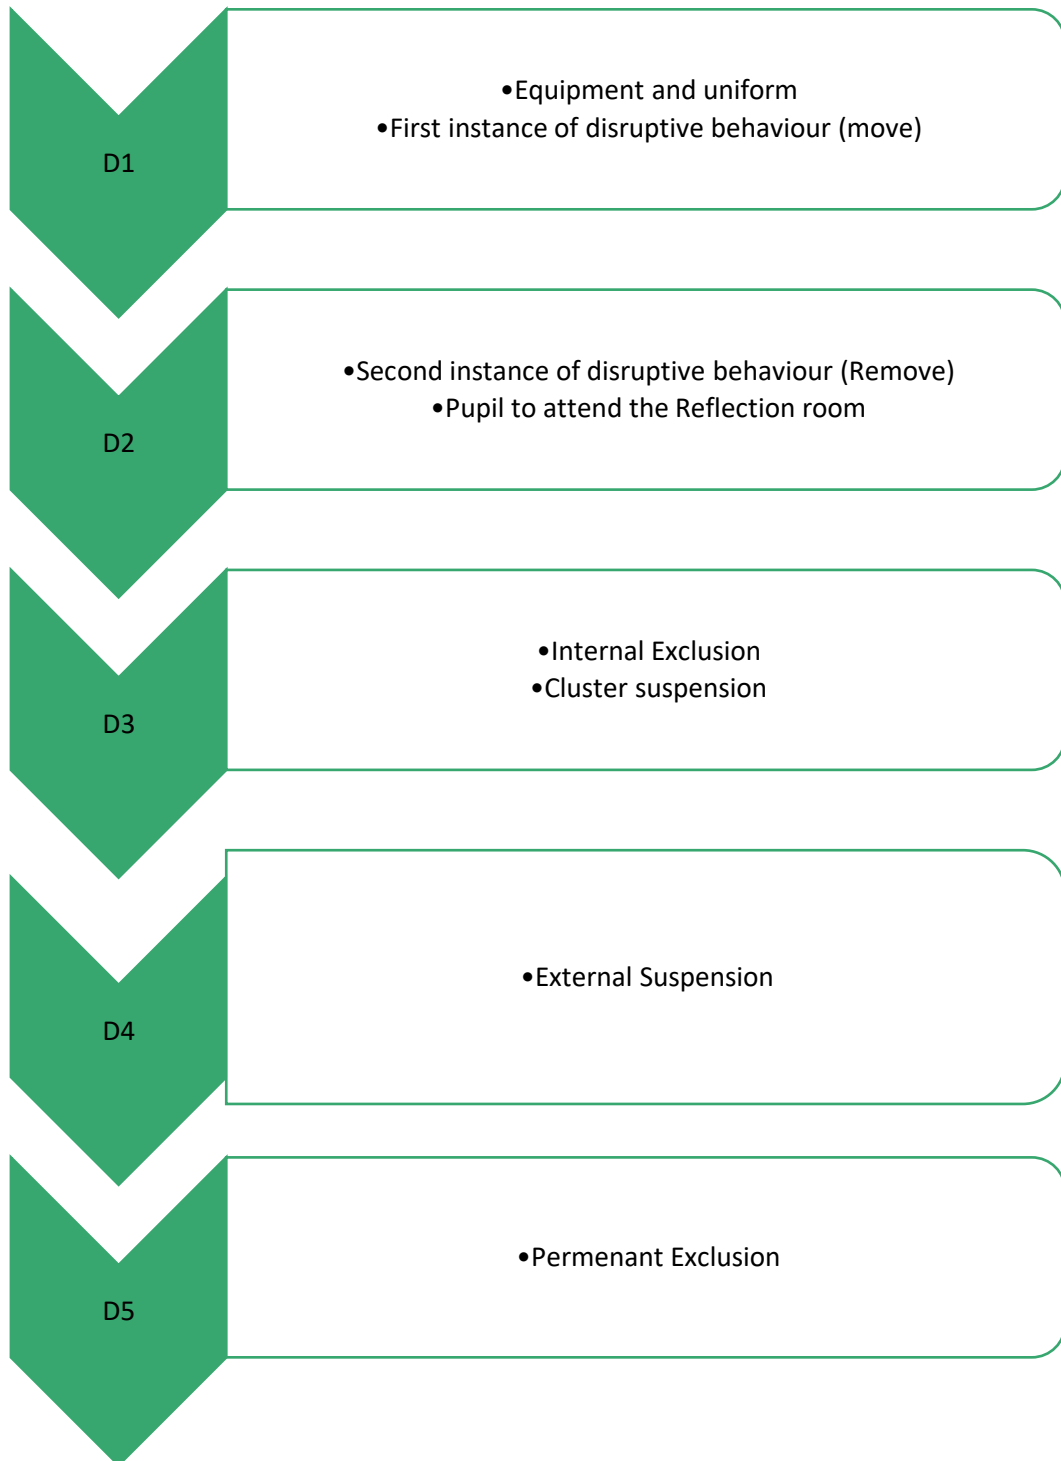 D1
•Equipment and uniform
•First instance of disruptive behaviour (move)
D2
•Second instance of disruptive behaviour (Remove)
•Pupil to attend the Reflection room
D3
•Internal Exclusion
•Cluster suspension
D4
•External Suspension
D5
•Permenant Exclusion